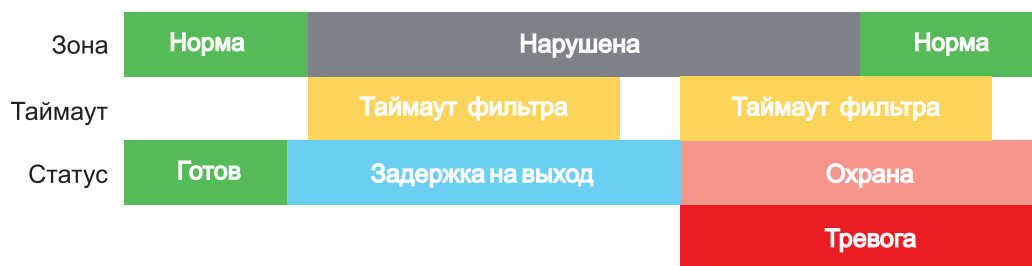 Зона Норма Нарушена Норма
Таймаут Таймаут фильтра Таймаут фильтра
Статус Готов Задержка на выход Охрана
Тревога